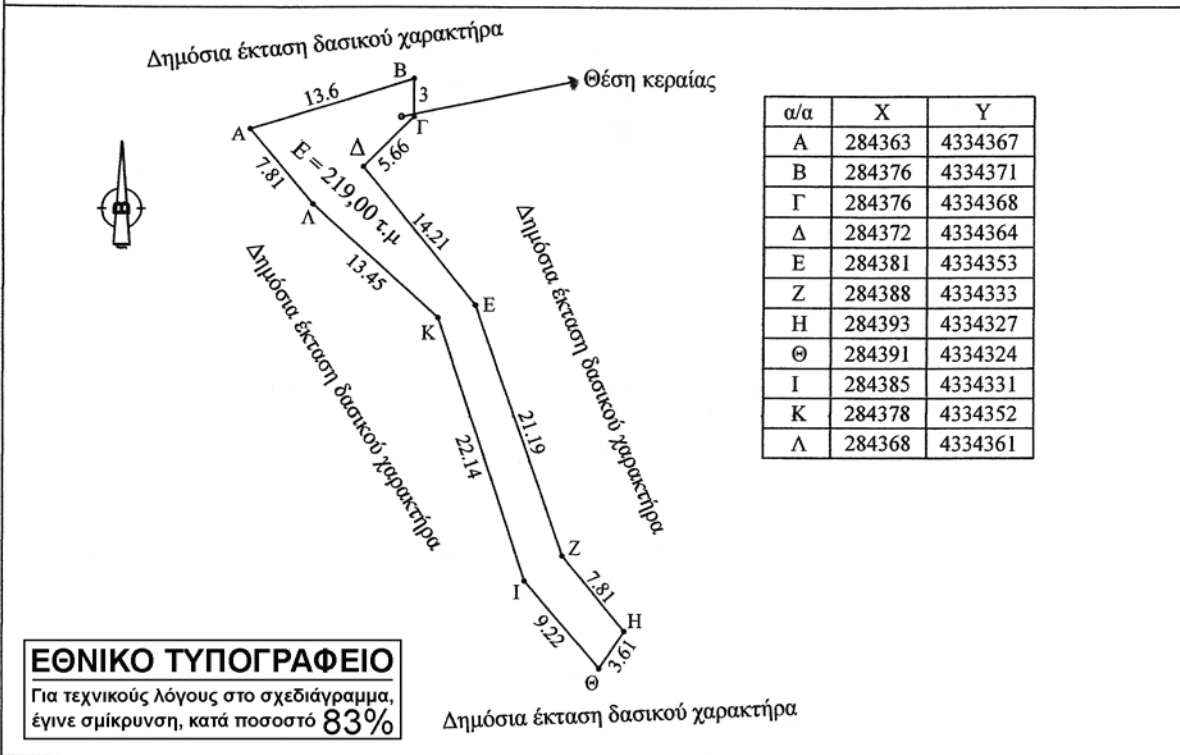 Δημόσια έκταση δασικού χαρακτήρα
Β
Θέση κεραίας
13.6
3
Α
Γ
Δ
5.66
7.81
Ε = 219,00 τ.μ
Λ
14.21
13.45
Δημόσια έκταση δασικού χαρακτήρα
Δημόσια έκταση δασικού χαρακτήρα
Ε
Κ
21.19
22.14
Ζ
Ι
7.81
9.22
Η
3.61
Θ
Δημόσια έκταση δασικού χαρακτήρα
α/α Χ Υ
Α 284363 4334367
Β 284376 4334371
Γ 284376 4334368
Δ 284372 4334364
Ε 284381 4334353
Ζ 284388 4334333
Η 284393 4334327
Θ 284391 4334324
Ι 284385 4334331
Κ 284378 4334352
Λ 284368 4334361
ΕΘΝΙΚΟ ΤΥΠΟΓΡΑΦΕΙΟ
Για τεχνικούς λόγους στο σχεδιάγραμμα,
έγινε σμίκρυνση, κατά ποσοστό 83%